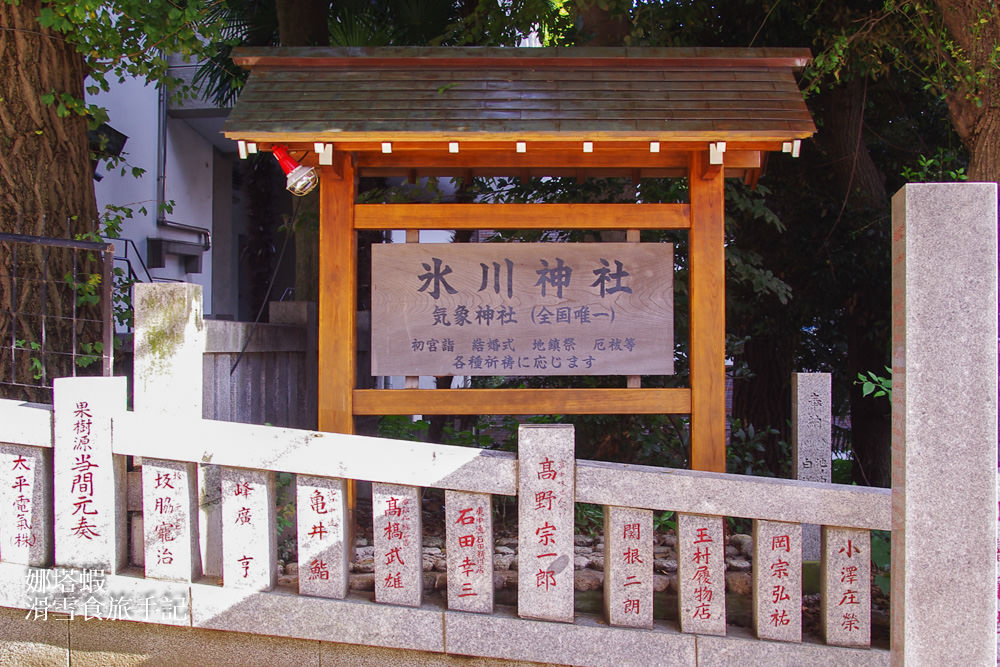 氷川神社
気象神社(全国唯一)
初宮詣 結婚式 地鎮祭 厄祓等
各種祈祷に応じます
太平電気(株)
果樹源 当間元奏
坂脇治
峰廣亨
亀井鮨
高橋武雄
石田幸三
高野宗一郎
関根二朗
玉村履物店
岡宗弘祐
小澤庄榮
娜塔蝦
滑雪食旅手記